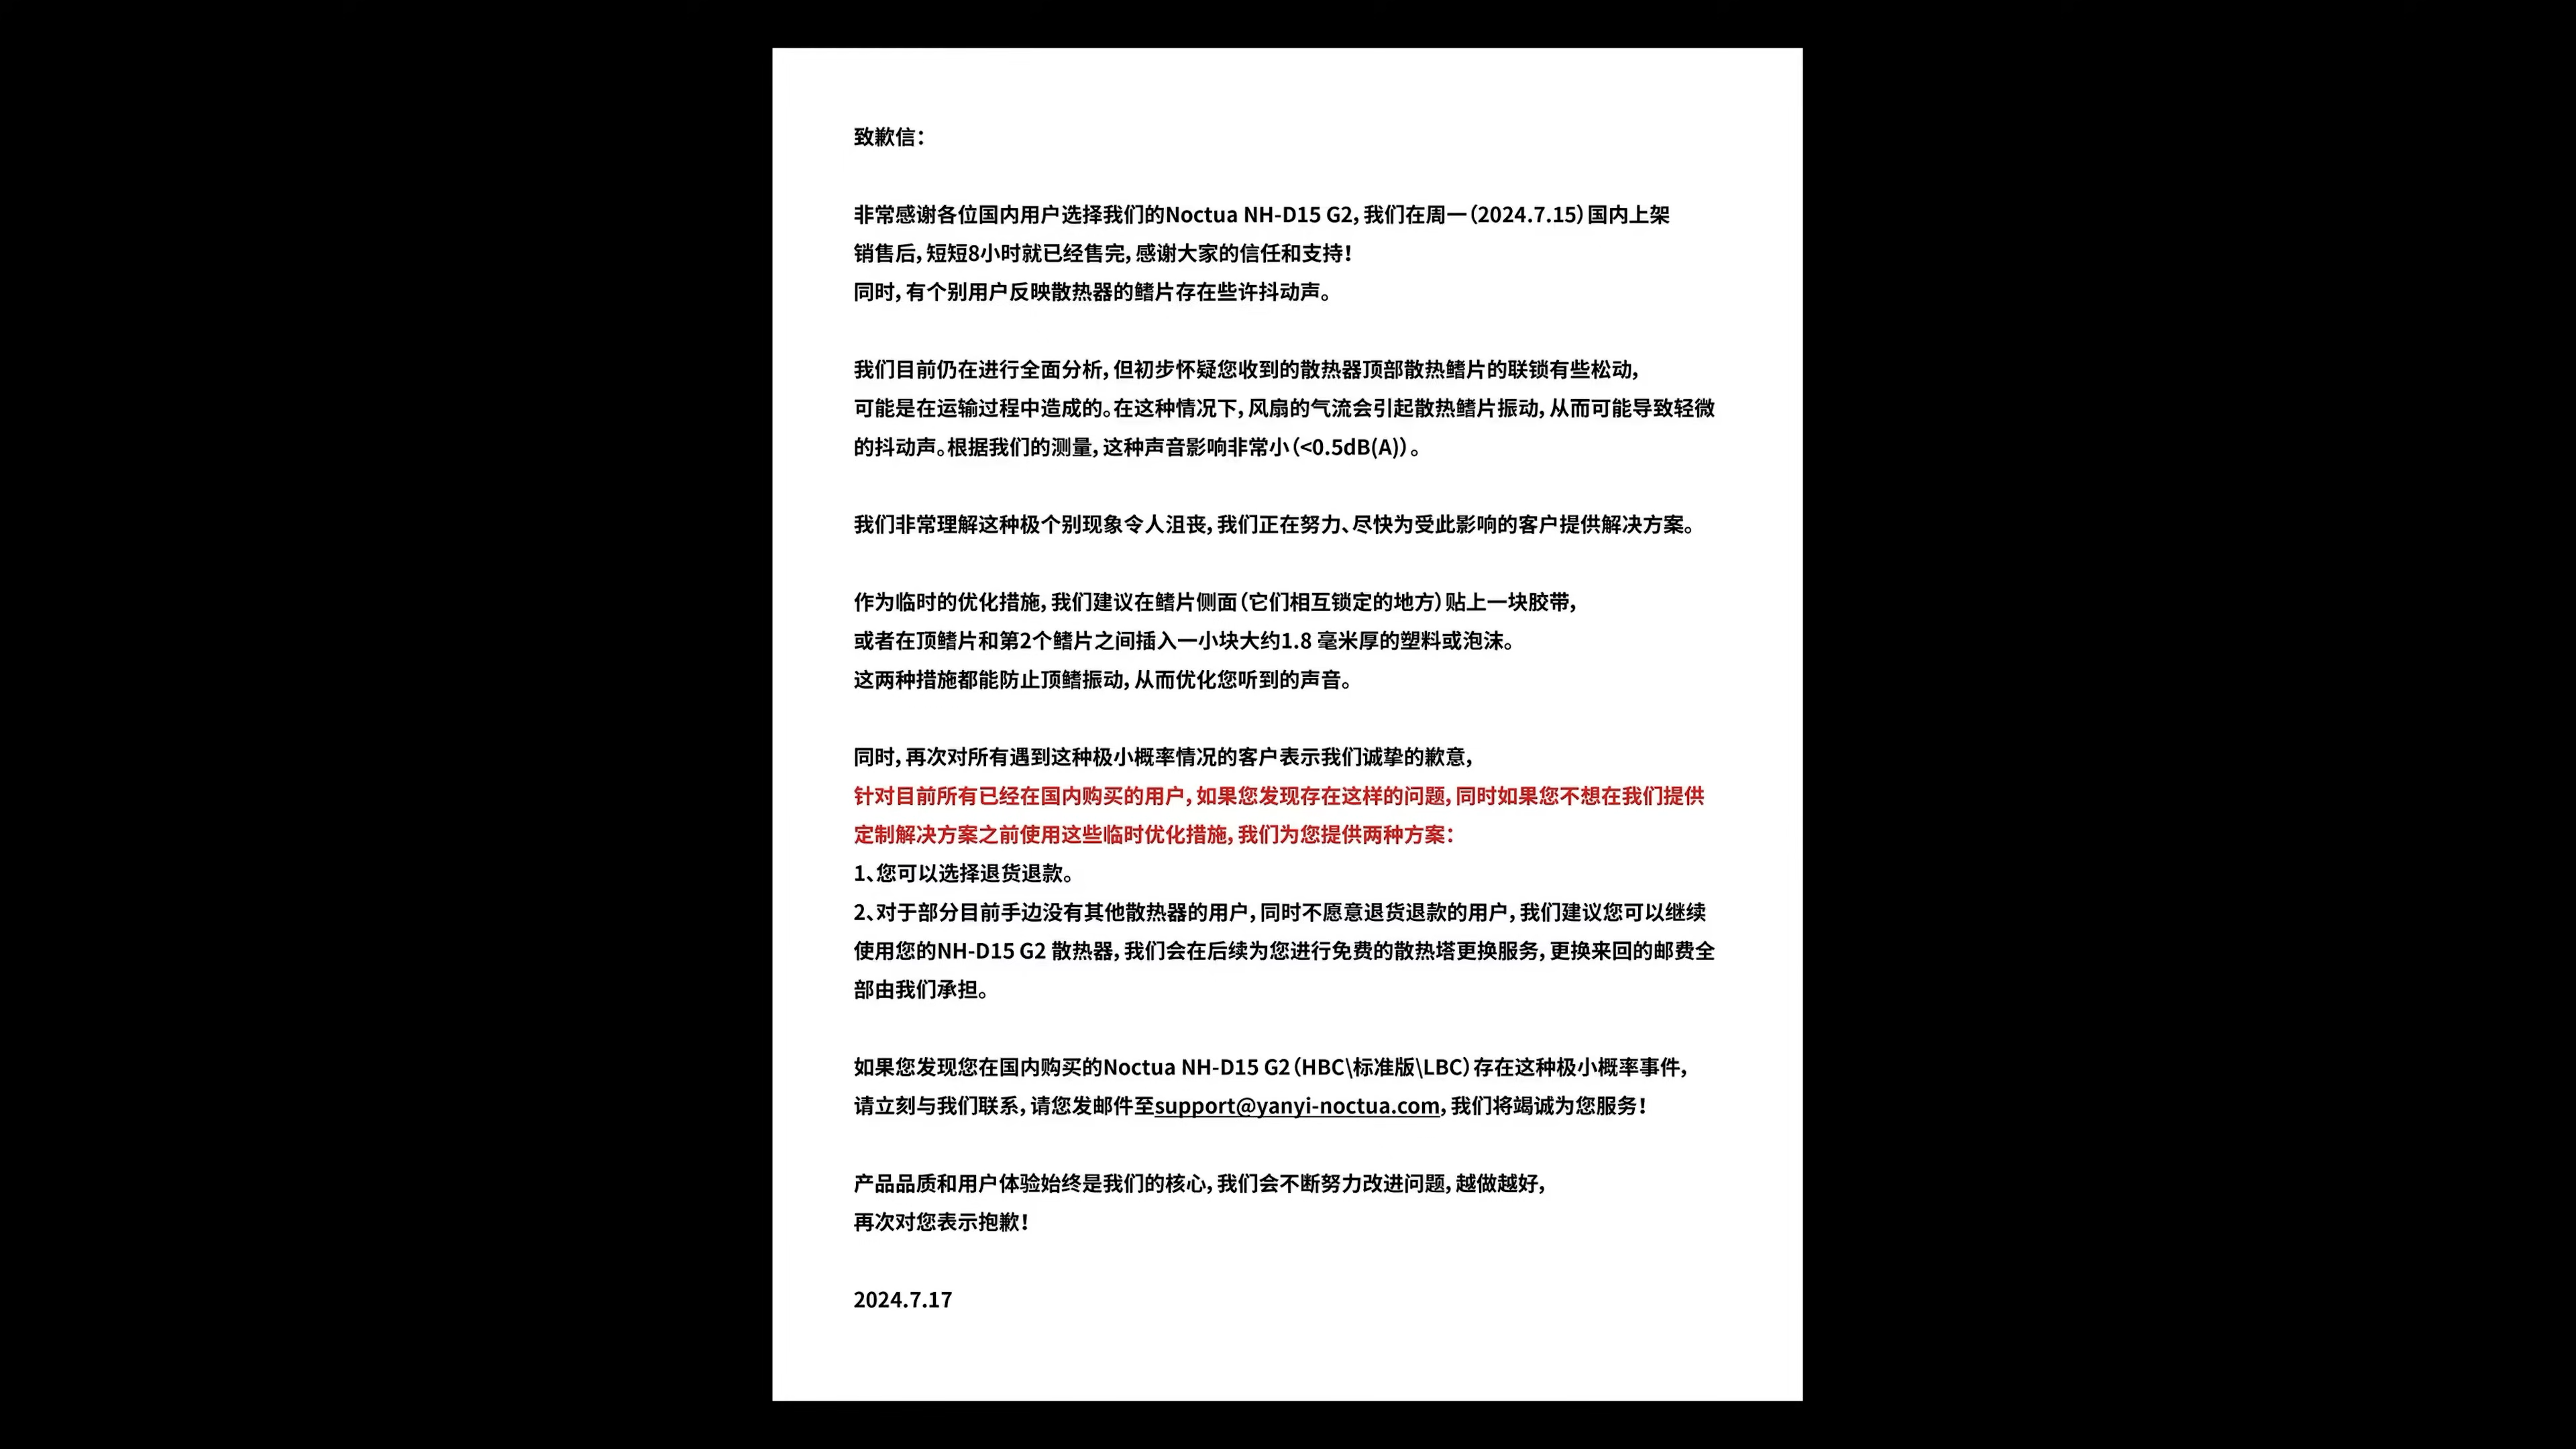 致歉信：
非常感谢各位国内用户选择我们的Noctua NH-D15 G2，我们在周一（2024.7.15）国内上架
销售后，短短8小时就已经售完，感谢大家的信任和支持！
同时，有个别用户反映散热器的鳍片存在些许抖动声。
我们目前仍在进行全面分析，但初步怀疑您收到的散热器顶部散热鳍片的联锁有些松动，
可能是在运输过程中造成的。在这种情况下，风扇的气流会引起散热鳍片振动，从而可能导致轻微
的抖动声。根据我们的测量，这种声音影响非常小（<0.5dB(A)）。
我们非常理解这种极个别现象令人沮丧，我们正在努力、尽快为受此影响的客户提供解决方案。
作为临时的优化措施，我们建议在鳍片侧面（它们相互锁定的地方）贴上一块胶带，
或者在顶鳍片和第2个鳍片之间插入一小块大约1.8 毫米厚的塑料或泡沫。
这两种措施都能防止顶鳍振动，从而优化您听到的声音。
同时，再次对所有遇到这种极小概率情况的客户表示我们诚挚的歉意，
针对目前所有已经在国内购买的用户，如果您发现存在这样的问题，同时如果您不想在我们提供
定制解决方案之前使用这些临时优化措施，我们为您提供两种方案：
1、您可以选择退货退款。
2、对于部分目前手边没有其他散热器的用户，同时不愿意退货退款的用户，我们建议您可以继续
使用您的NH-D15 G2 散热器，我们会在后续为您进行免费的散热塔更换服务，更换来回的邮费全
部由我们承担。
如果您发现您在国内购买的Noctua NH-D15 G2（HBC\标准版\LBC）存在这种极小概率事件，
请立刻与我们联系，请您发邮件至support@yanyi-noctua.com，我们将竭诚为您服务！
产品品质和用户体验始终是我们的核心，我们会不断努力改进问题，越做越好，
再次对您表示抱歉！
2024.7.17